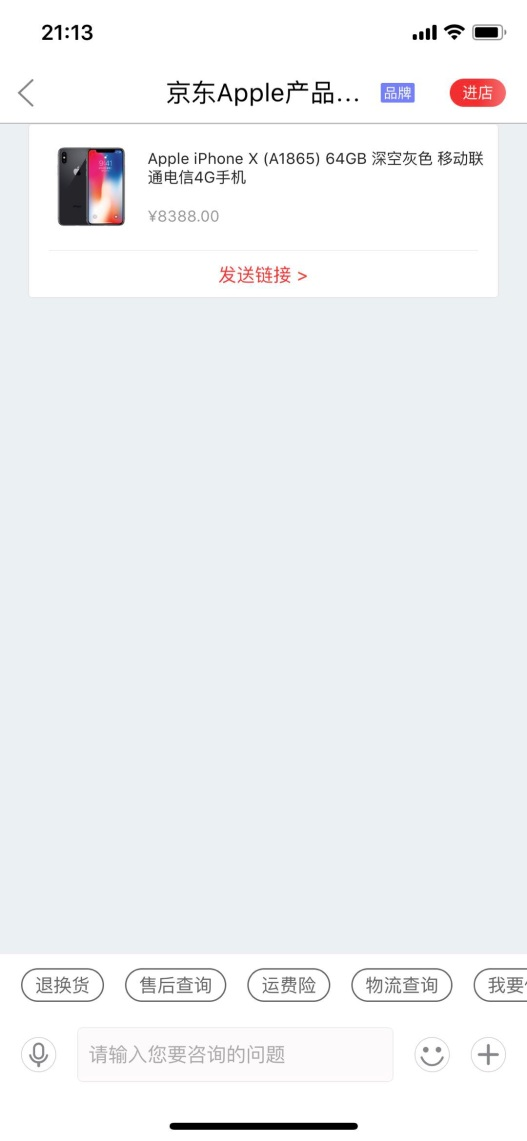 21:13
京东Apple产品...
品牌
进店
Apple iPhone X (A1865) 64GB 深空灰色 移动联
通电信4G手机
¥8388.00
发送链接 >
退换货
售后查询
运费险
物流查询
我要
请输入您要咨询的问题